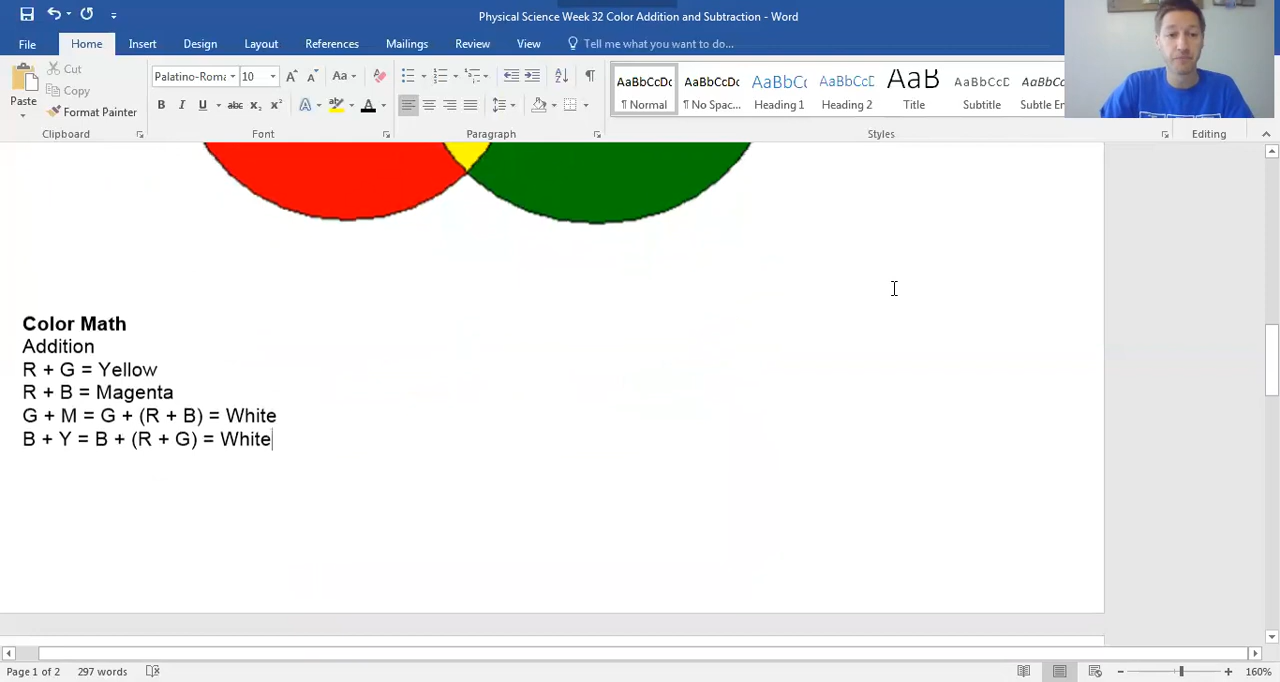 Physical Science Week 32 Color Addition and Subtraction - Word
File Home Insert Design Layout References Mailings Review View Tell me what you want to do...
Paste
Cut
Copy
Format Painter
Palatino-Roma 10
AaBbCcDc
¶ Normal
AaBbCcDc
¶ No Spac...
AaBbCc
Heading 1
AaBbCcD
Heading 2
AaB
Title
AaBbCcD
Subtitle
AaBbCcDc
Subtle Em
Clipboard Font Paragraph Styles Editing
Color Math
Addition
R + G = Yellow
R + B = Magenta
G + M = G + (R + B) = White
B + Y = B + (R + G) = White
Page 1 of 2 297 words 160%